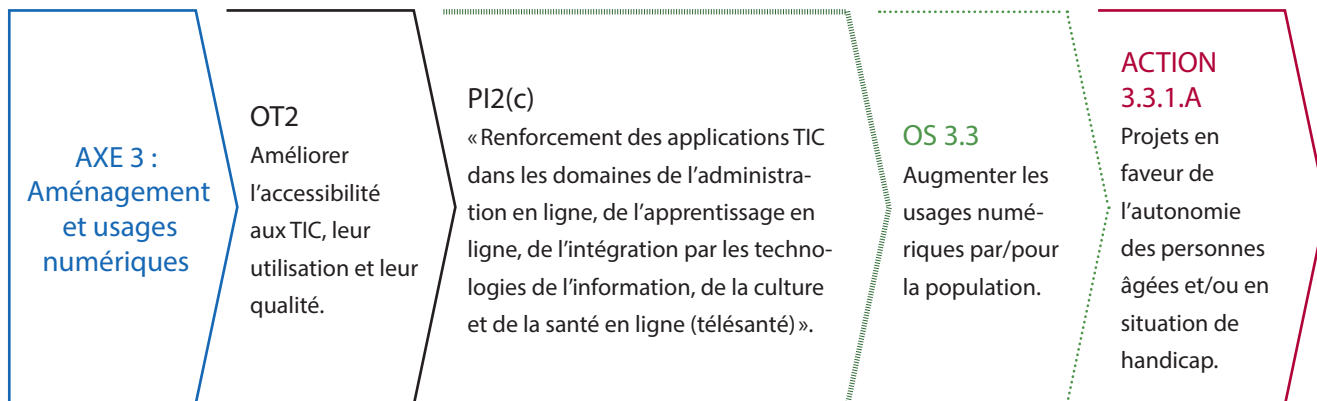 AXE 3 :
Aménagement
et usages
numériques
OT2
Améliorer
l’accessibilité
aux TIC, leur
utilisation et leur
qualité.
PI2(c)
« Renforcement des applications TIC
dans les domaines de l’administra-
tion en ligne, de l’apprentissage en
ligne, de l’intégration par les techno-
logies de l’information, de la culture
et de la santé en ligne (télésanté) ».
OS 3.3
Augmenter les
usages numé-
riques par/pour
la population.
ACTION
3.3.1.A
Projets en
faveur de
l’autonomie
des personnes
âgées et/ou en
situation de
handicap.